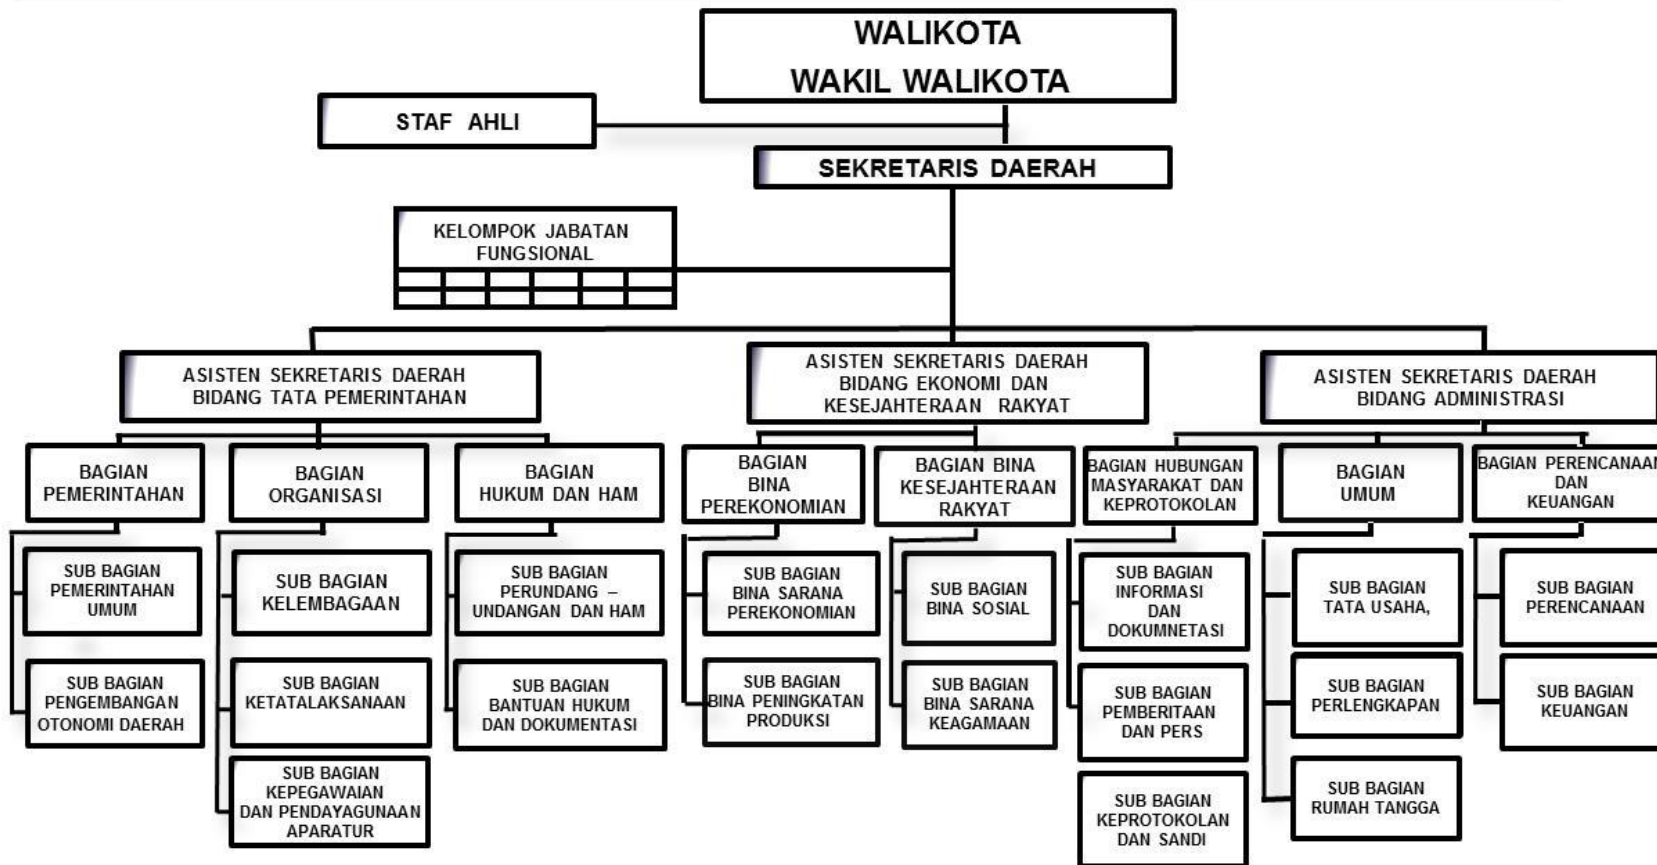 WALIKOTA
WAKIL WALIKOTA
STAF AHLI
SEKRETARIS DAERAH
KELOMPOK JABATAN
FUNGSIONAL
ASISTEN SEKRETARIS DAERAH
BIDANG TATA PEMERINTAHAN
ASISTEN SEKRETARIS DAERAH
BIDANG EKONOMI DAN
KESEJAHTERAAN RAKYAT
ASISTEN SEKRETARIS DAERAH
BIDANG ADMINISTRASI
BAGIAN
PEMERINTAHAN
BAGIAN
ORGANISASI
BAGIAN
HUKUM DAN HAM
BAGIAN
BINA
PEREKONOMIAN
BAGIAN BINA
KESEJAHTERAAN
RAKYAT
BAGIAN HUBUNGAN
MASYARAKAT DAN
KEPROTOKOLAN
BAGIAN
UMUM
BAGIAN PERENCANAAN
DAN
KEUANGAN
SUB BAGIAN
PEMERINTAHAN
UMUM
SUB BAGIAN
KELEMBAGAAN
SUB BAGIAN
PERUNDANG –
UNDANGAN DAN HAM
SUB BAGIAN
BINA SARANA
PEREKONOMIAN
SUB BAGIAN
BINA SOSIAL
SUB BAGIAN
INFORMASI
DAN
DOKUMNETASI
SUB BAGIAN
TATA USAHA,
SUB BAGIAN
PERENCANAAN
SUB BAGIAN
PENGEMBANGAN
OTONOMI DAERAH
SUB BAGIAN
KETATALAKSANAAN
SUB BAGIAN
BANTUAN HUKUM
DAN DOKUMENTASI
SUB BAGIAN
BINA PENINGKATAN
PRODUKSI
SUB BAGIAN
BINA SARANA
KEAGAMAAN
SUB BAGIAN
PEMBERITAAN
DAN PERS
SUB BAGIAN
PERLENGKAPAN
SUB BAGIAN
KEUANGAN
SUB BAGIAN
KEPEGAWAIAN
DAN PENDAYAGUNAAN
APARATUR
SUB BAGIAN
KEPROTOKOLAN
DAN SANDI
SUB BAGIAN
RUMAH TANGGA